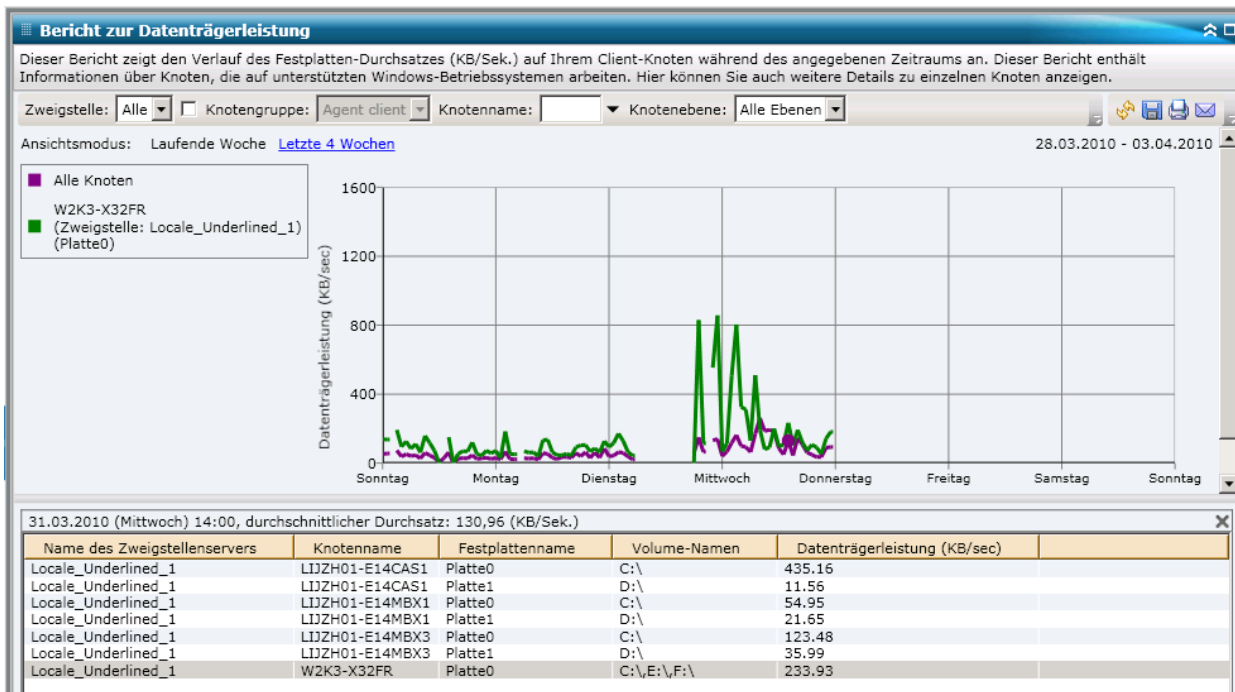 Bericht zur Datenträgerleistung
Dieser Bericht zeigt den Verlauf des Festplatten-Durchsatzes (KB/Sek.) auf Ihrem Client-Knoten während des angegebenen Zeitraums an. Dieser Bericht enthält
Informationen über Knoten, die auf unterstützten Windows-Betriebssystemen arbeiten. Hier können Sie auch weitere Details zu einzelnen Knoten anzeigen.
Zweigstelle: Alle Knotengruppe: Agent client Knotenname: Knotenebene: Alle Ebenen
Ansichtsmodus: Laufende Woche Letzte 4 Wochen 28.03.2010 - 03.04.2010
Alle Knoten
W2K3-X32FR
(Zweigstelle: Locale_Underlined_1)
(Platte0)
Datenträgerleistung (KB/sec)
1600
1200
800
400
0
Sonntag Montag Dienstag Mittwoch Donnerstag Freitag Samstag Sonntag
31.03.2010 (Mittwoch) 14:00, durchschnittlicher Durchsatz: 130,96 (KB/Sek.)
Name des Zweigstellenservers Knotenname Festplattenname Volume-Namen Datenträgerleistung (KB/sec)
Locale_Underlined_1 LIJZH01-E14CAS1 Platte0 C:\ 435.16
Locale_Underlined_1 LIJZH01-E14CAS1 Platte1 D:\ 11.56
Locale_Underlined_1 LIJZH01-E14MBX1 Platte0 C:\ 54.95
Locale_Underlined_1 LIJZH01-E14MBX1 Platte1 D:\ 21.65
Locale_Underlined_1 LIJZH01-E14MBX3 Platte0 C:\ 123.48
Locale_Underlined_1 LIJZH01-E14MBX3 Platte1 D:\ 35.99
Locale_Underlined_1 W2K3-X32FR Platte0 C:\,E:\,F:\ 233.93